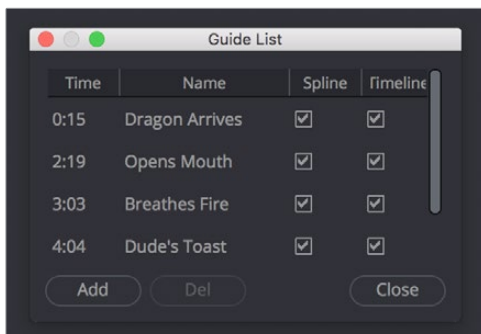 Guide List
Time Name Spline Timeline
0:15 Dragon Arrives
2:19 Opens Mouth
3:03 Breathes Fire
4:04 Dude's Toast
Add Del Close